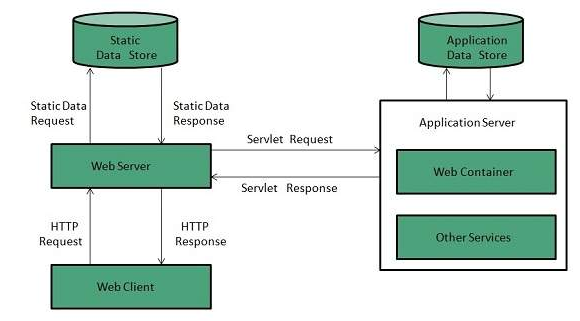 Static
Data Store
Application
Data Store
Static Data
Request
Static Data
Response
Application Server
Servlet Request
Web Server
Web Container
Servlet Response
HTTP
Request
HTTP
Response
Other Services
Web Client